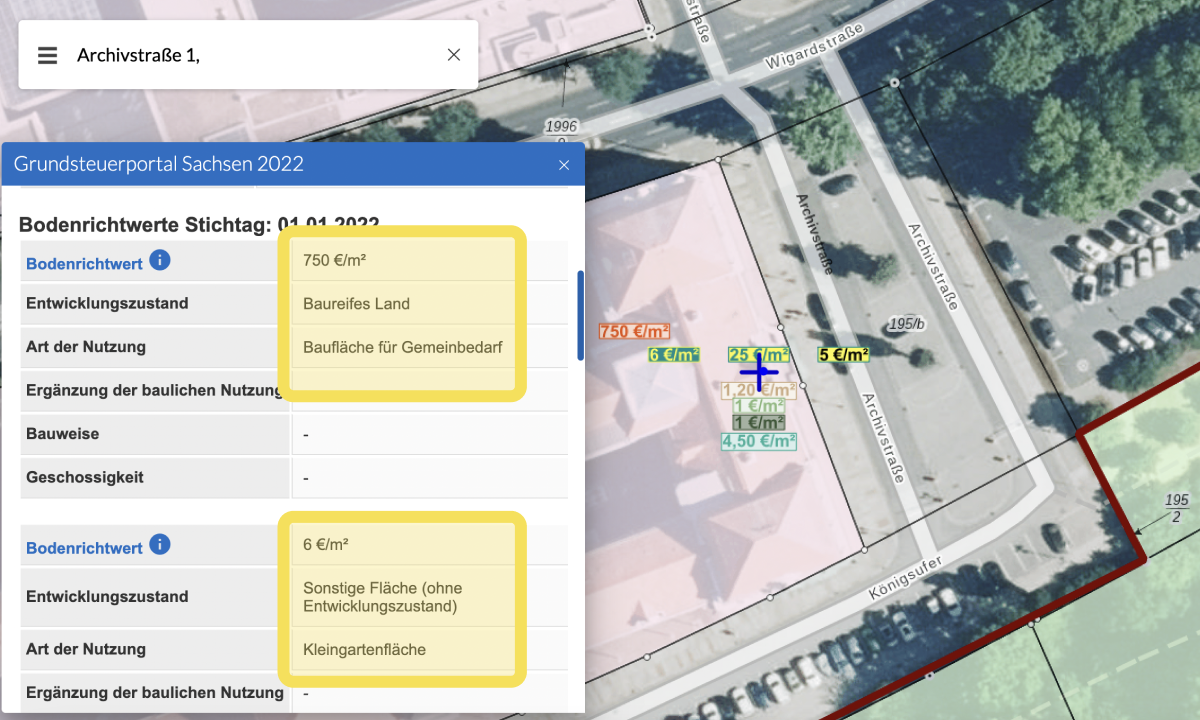 Archivstraße 1,
Grundsteuerportal Sachsen 2022
Bodenrichtwerte Stichtag: 01.01.2022
Bodenrichtwert
750 €/m²
Entwicklungszustand
Baureifes Land
Art der Nutzung
Baufläche für Gemeinbedarf
Ergänzung der baulichen Nutzung
Bauweise
-
Geschossigkeit
-
Bodenrichtwert
6 €/m²
Entwicklungszustand
Sonstige Fläche (ohne
Entwicklungszustand)
Art der Nutzung
Kleingartenfläche
Ergänzung der baulichen Nutzung
-
Wigardstraße
1996
Archivstraße
Archivstraße
195/b
750 €/m²
6 €/m²
25 €/m²
5 €/m²
1,20 €/m²
1 €/m²
1 €/m²
4,50 €/m²
Archivstraße
195
2
Königsufer